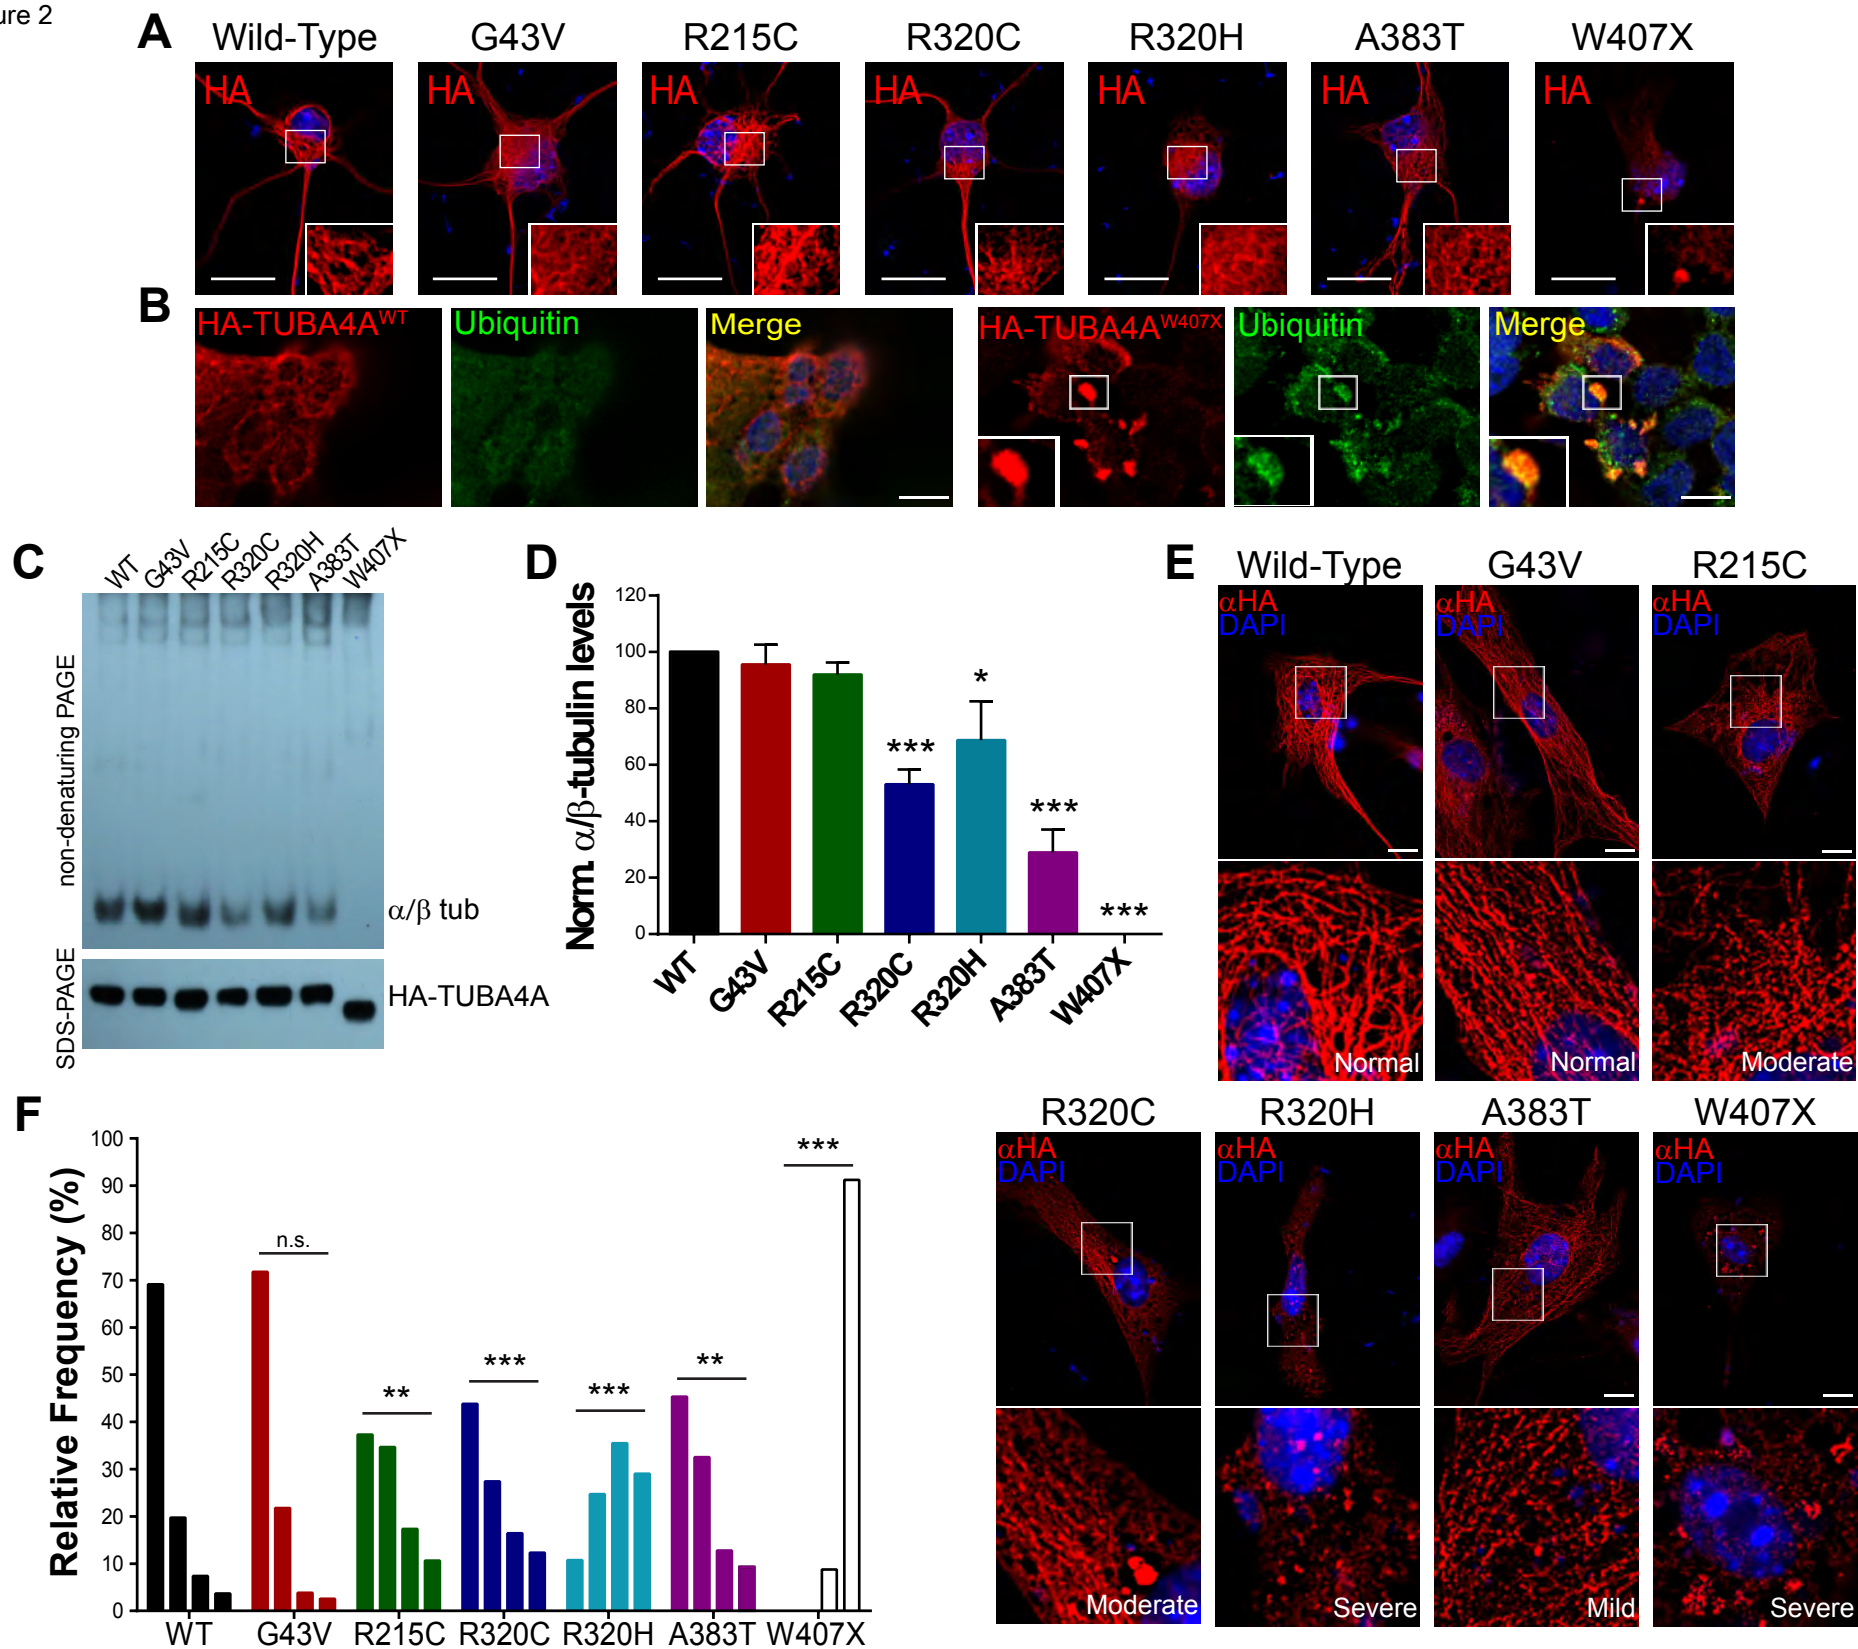 ure 2
A
Wild-Type G43V R215C R320C R320H A383T W407X
HA HA HA HA HA HA HA
B
HA-TUBA4AWT Ubiquitin Merge HA-TUBA4AW407X Ubiquitin Merge
C
WT G43V R215C R320C R320H A383T W407X
non-denaturing PAGE
α/β tub
SDS-PAGE
HA-TUBA4A
D
Norm. α/β-tubulin levels
120
100
80
60
40
20
0
*
***
***
***
WT G43V R215C R320C R320H A383T W407X
E
Wild-Type G43V R215C
αHA αHA αHA
DAPI DAPI DAPI
Normal Normal Moderate
R320C R320H A383T W407X
αHA αHA αHA αHA
DAPI DAPI DAPI DAPI
Moderate Severe Mild Severe
F
Relative Frequency (%)
100
90
80
70
60
50
40
30
20
10
0
n.s. ** *** *** ** ***
WT G43V R215C R320C R320H A383T W407X